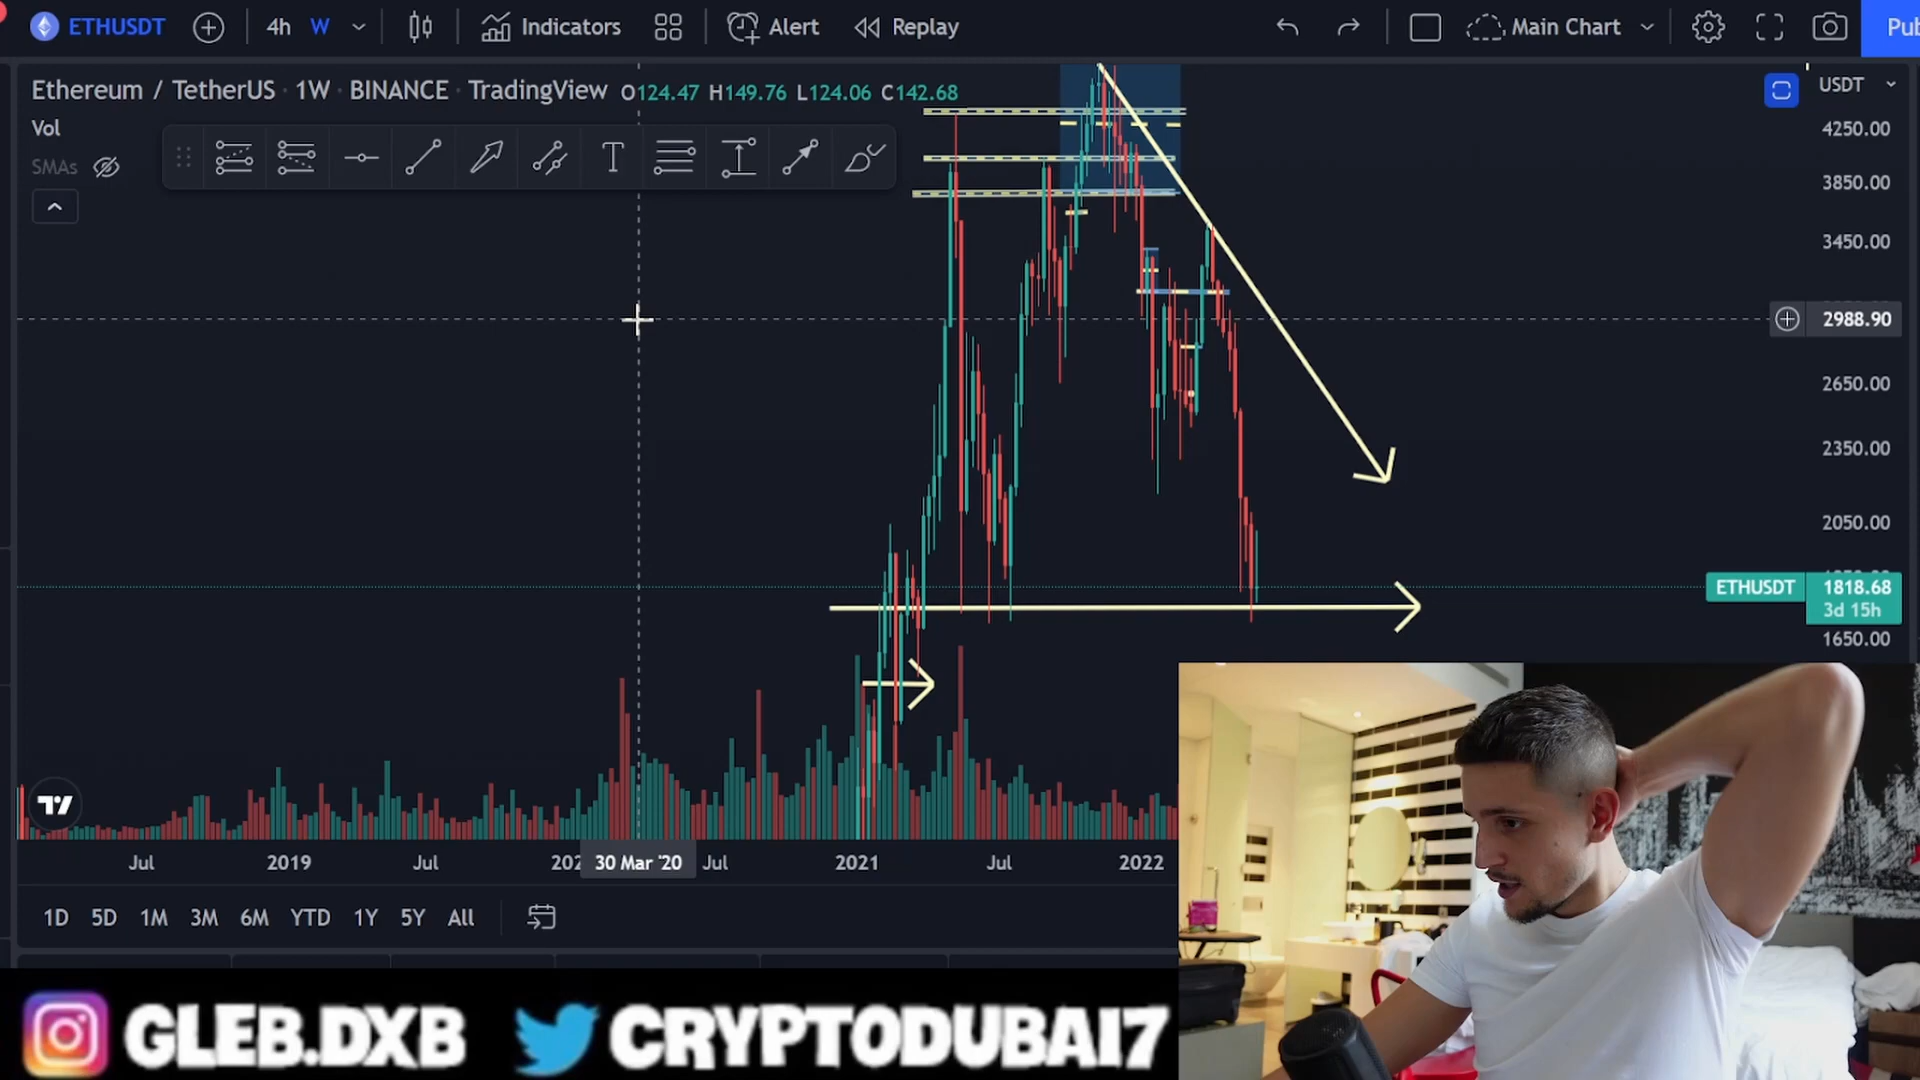 ETHUSDT 4h W Indicators Alert Replay Main Chart Pub
Ethereum / TetherUS · 1W · BINANCE · TradingView O124.47 H149.76 L124.06 C142.68
USDT
Vol
SMAs
4250.00
3850.00
3450.00
2988.90
2650.00
2350.00
2050.00
ETHUSDT 1818.68
3d 15h
1650.00
Jul 2019 Jul 202 30 Mar '20 Jul 2021 Jul 2022
1D 5D 1M 3M 6M YTD 1Y 5Y All
GLEB.DXB CRYPTODUBAI7